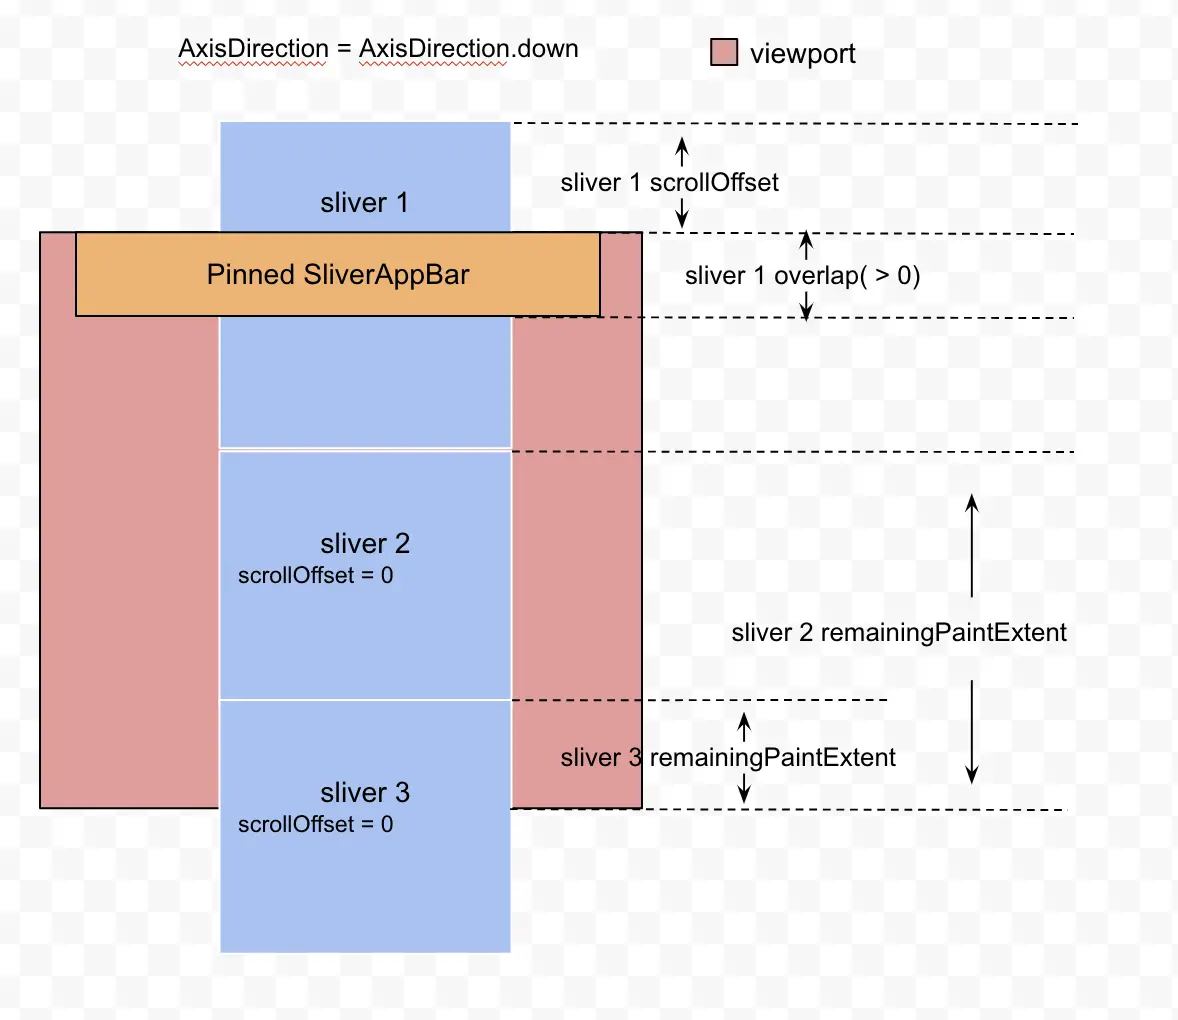 AxisDirection = AxisDirection.down
viewport
sliver 1 scrollOffset
sliver 1
Pinned SliverAppBar
sliver 1 overlap( > 0)
sliver 2
scrollOffset = 0
sliver 2 remainingPaintExtent
sliver 3 remainingPaintExtent
sliver 3
scrollOffset = 0